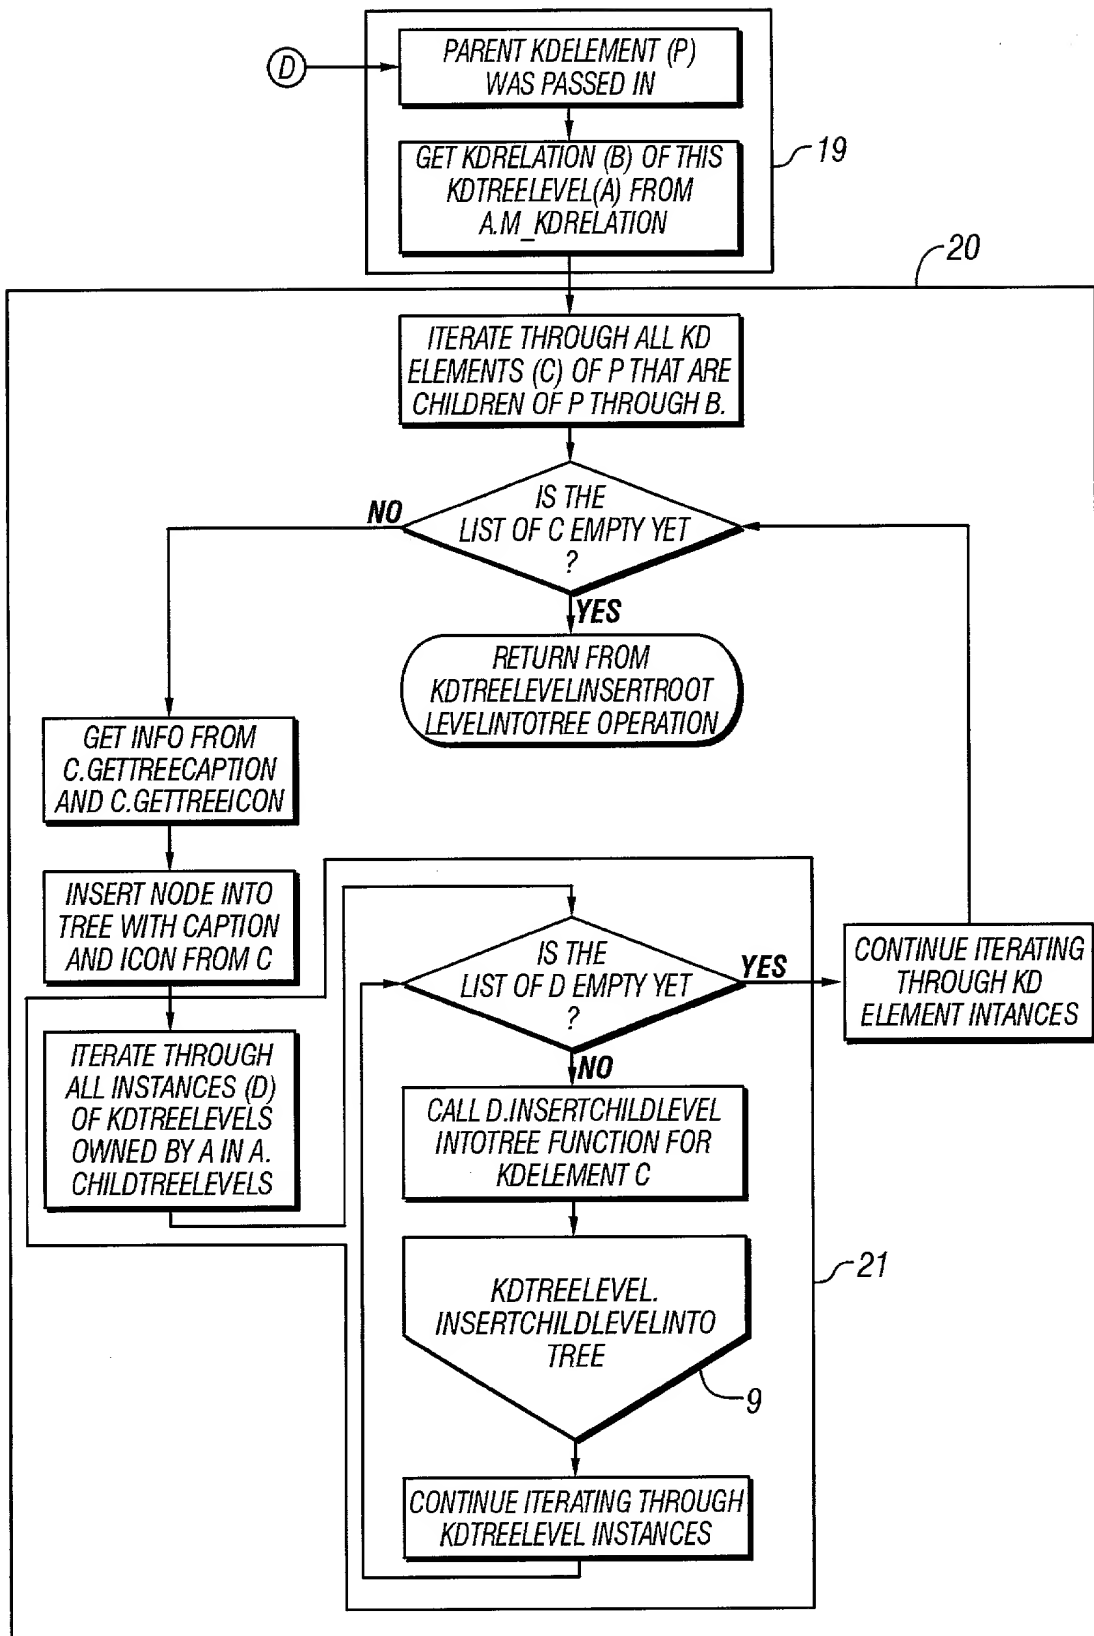 D
PARENT KDELEMENT (P)
WAS PASSED IN
GET KDRELATION (B) OF THIS
KDTREELEVEL(A) FROM
A.M_KDRELATION
19
20
ITERATE THROUGH ALL KD
ELEMENTS (C) OF P THAT ARE
CHILDREN OF P THROUGH B.
IS THE
LIST OF C EMPTY YET
?
NO
YES
RETURN FROM
KDTREELEVELINSERTROOT
LEVELINTOTREE OPERATION
GET INFO FROM
C.GETTREECAPTION
AND C.GETTREEICON
INSERT NODE INTO
TREE WITH CAPTION
AND ICON FROM C
ITERATE THROUGH
ALL INSTANCES (D)
OF KDTREELEVELS
OWNED BY A IN A.
CHILDTREELEVELS
IS THE
LIST OF D EMPTY YET
?
YES
NO
CONTINUE ITERATING
THROUGH KD
ELEMENT INTANCES
CALL D.INSERTCHILDLEVEL
INTOTREE FUNCTION FOR
KDELEMENT C
KDTREELEVEL.
INSERTCHILDLEVELINTO
TREE
21
9
CONTINUE ITERATING THROUGH
KDTREELEVEL INSTANCES